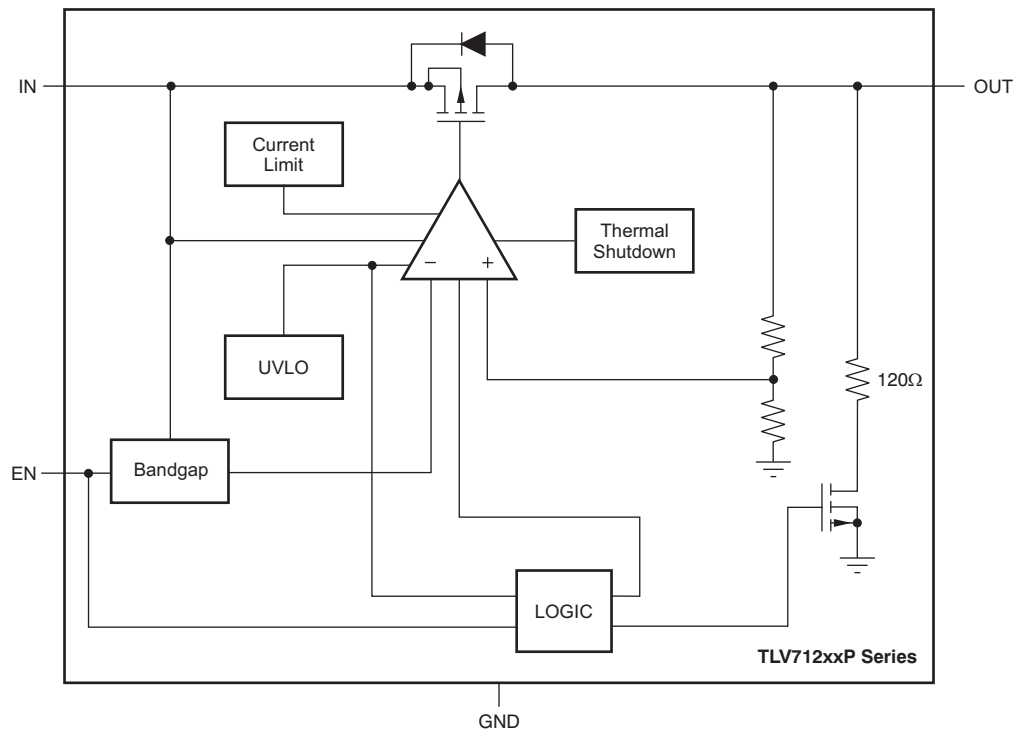 IN
OUT
Current
Limit
Thermal
Shutdown
−
+
UVLO
120Ω
EN
Bandgap
LOGIC
TLV712xxP Series
GND